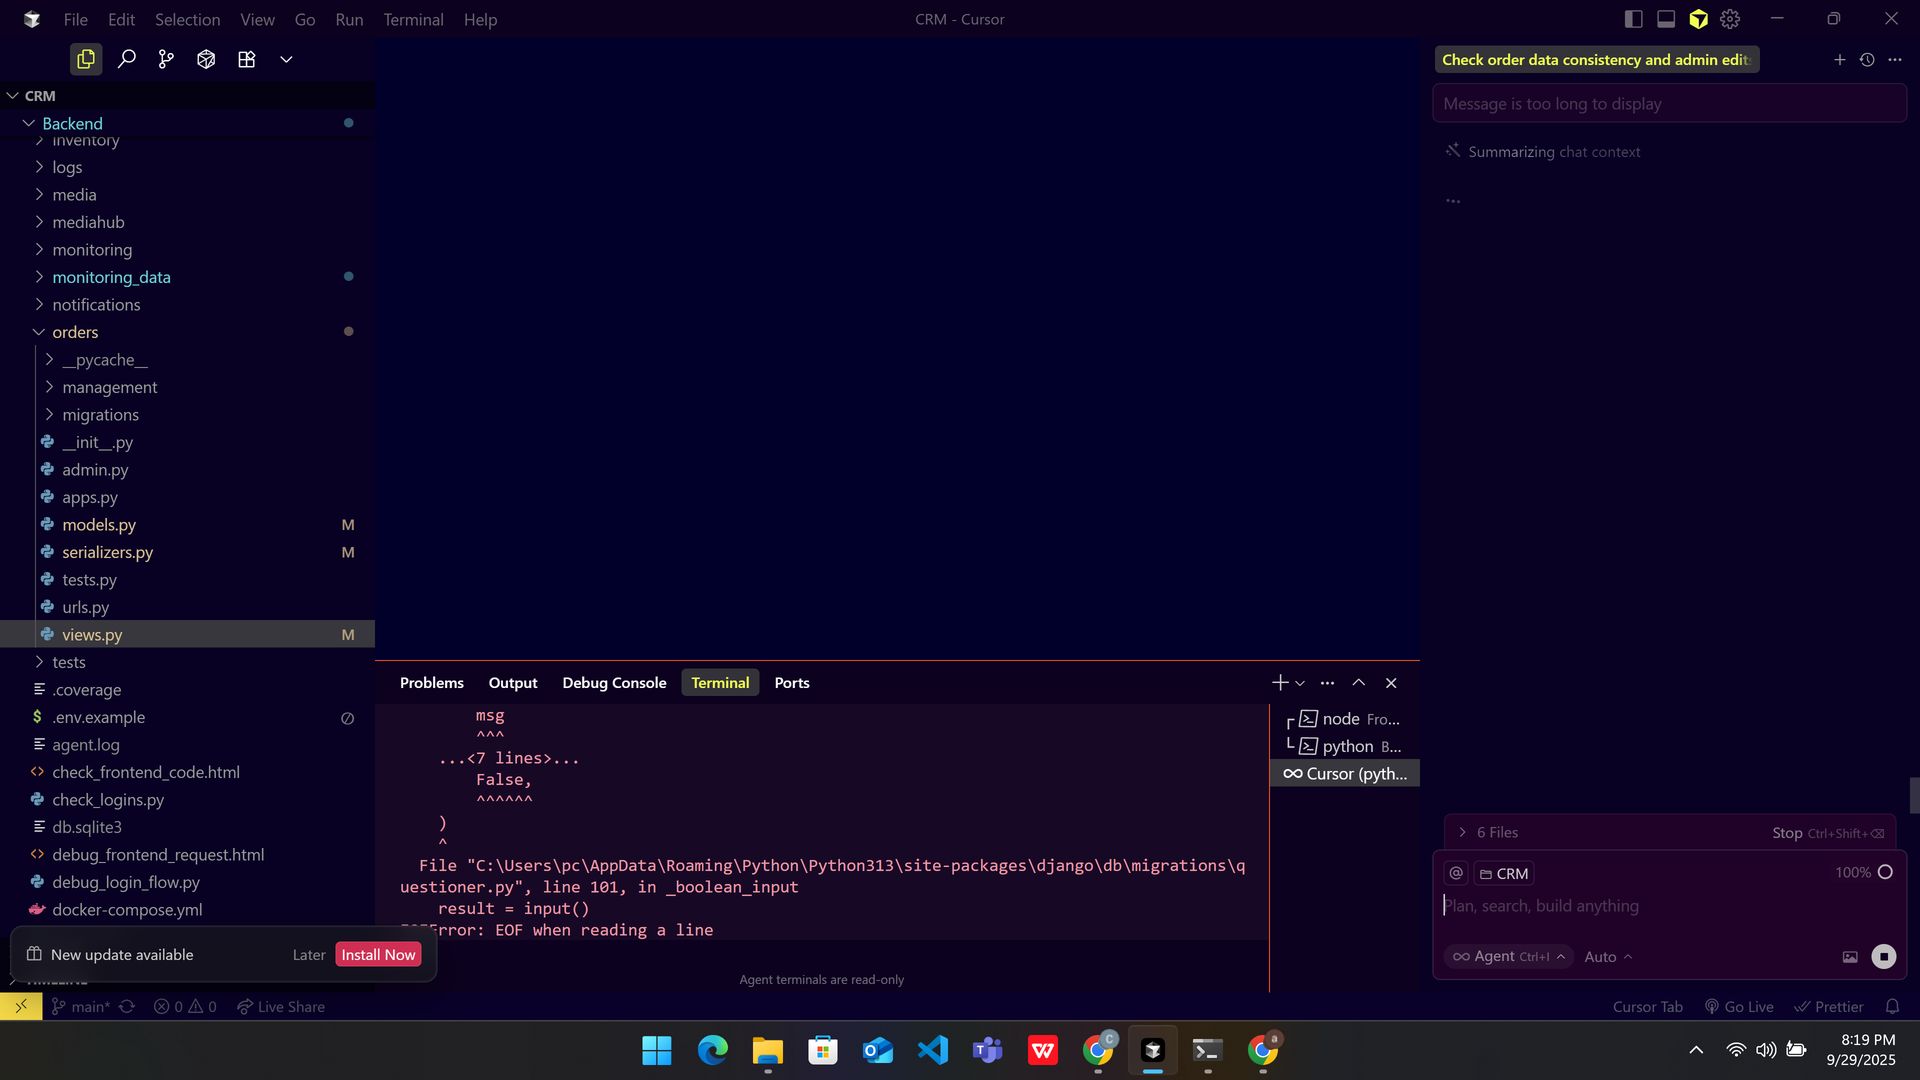 File Edit Selection View Go Run Terminal Help
CRM - Cursor
CRM
Backend
inventory
logs
media
mediahub
monitoring
monitoring_data
notifications
orders
__pycache__
management
migrations
__init__.py
admin.py
apps.py
models.py M
serializers.py M
tests.py
urls.py
views.py M
tests
.coverage
.env.example
agent.log
check_frontend_code.html
check_logins.py
db.sqlite3
debug_frontend_request.html
debug_login_flow.py
docker-compose.yml
New update available Later Install Now
TIMELINE
Problems Output Debug Console Terminal Ports
msg
^^^
...<7 lines>...
False,
^^^^^^
)
^
File "C:\Users\pc\AppData\Roaming\Python\Python313\site-packages\django\db\migrations\q
uestioner.py", line 101, in _boolean_input
result = input()
EOFError: EOF when reading a line
Agent terminals are read-only
node Fro...
python B...
Cursor (pyth...
Check order data consistency and admin edit
Message is too long to display
Summarizing chat context
...
6 Files Stop Ctrl+Shift+⌫
@ CRM 100%
Plan, search, build anything
Agent Ctrl+I Auto
main* 0 0 Live Share
Cursor Tab Go Live Prettier
8:19 PM
9/29/2025